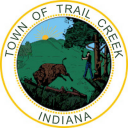 TOWN OF TRAIL CREEK
INDIANA